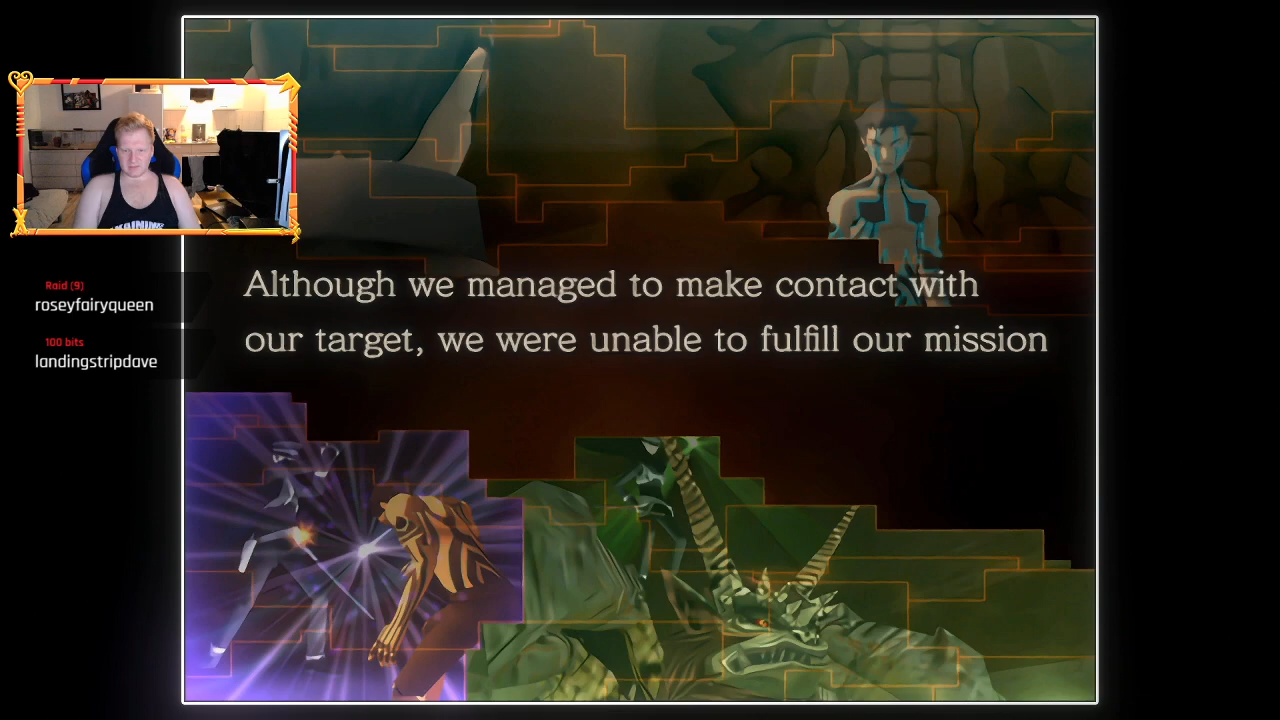 Raid (9)
roseyfairyqueen
100 bits
landingstripdave
Although we managed to make contact with
our target, we were unable to fulfill our mission